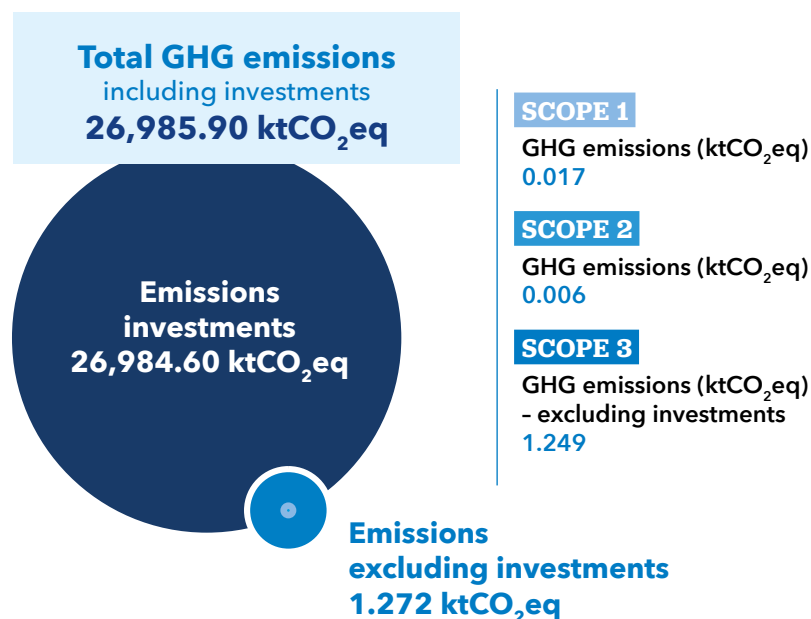 Total GHG emissions
including investments
26,985.90 ktCO₂eq
Emissions
investments
26,984.60 ktCO₂eq
Emissions
excluding investments
1.272 ktCO₂eq
SCOPE 1
GHG emissions (ktCO₂eq)
0.017
SCOPE 2
GHG emissions (ktCO₂eq)
0.006
SCOPE 3
GHG emissions (ktCO₂eq)
– excluding investments
1.249